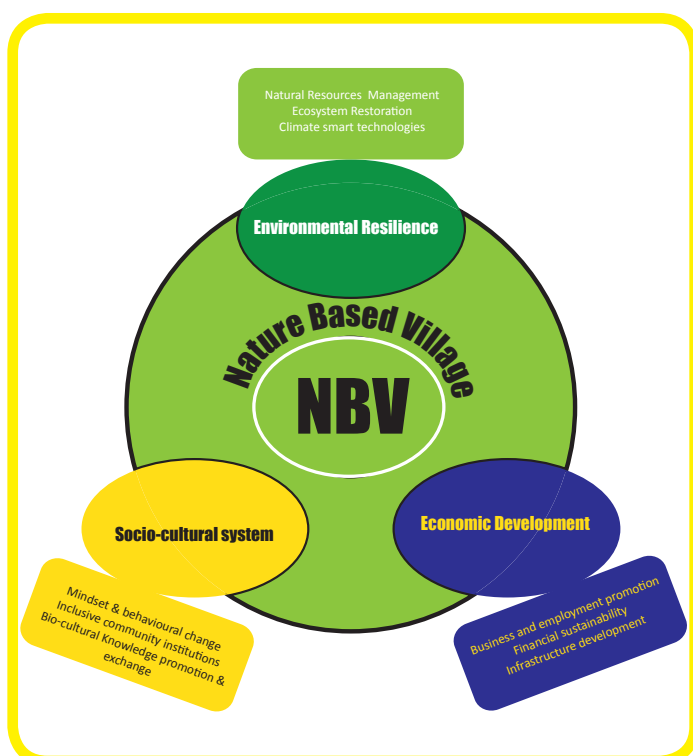 Natural Resources  Management
Ecosystem Restoration
Climate smart technologies
Environmental Resilience
Nature Based Village
NBV
Socio-cultural system
Economic Development
Mindset & behavioural change
Inclusive community institutions
Bio-cultural Knowledge promotion &
exchange
Business and employment promotion
Financial sustainability
Infrastructure development